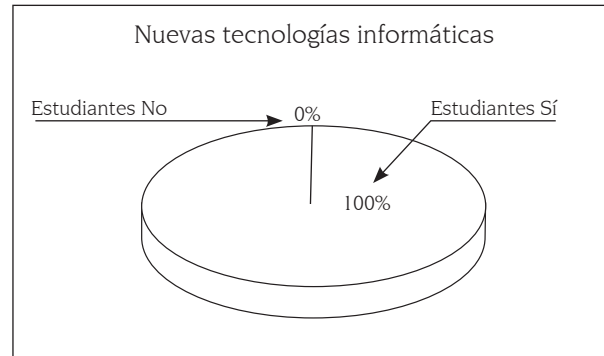 Nuevas tecnologías informáticas
Estudiantes No
0%
Estudiantes Sí
100%